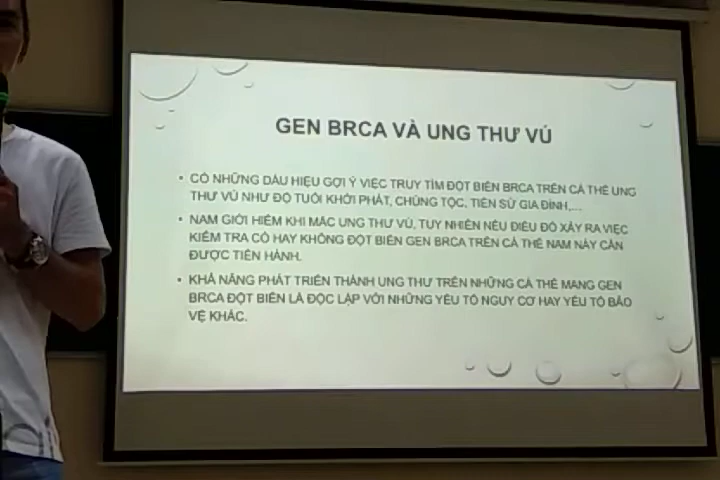 GEN BRCA VÀ UNG THƯ VÚ
• CÓ NHỮNG DẤU HIỆU GỢI Ý VIỆC TRUY TÌM ĐỘT BIẾN BRCA TRÊN CÁ THỂ UNG
THƯ VÚ NHƯ ĐỘ TUỔI KHỞI PHÁT, CHỦNG TỘC, TIỀN SỬ GIA ĐÌNH,...
• NAM GIỚI HIẾM KHI MẮC UNG THƯ VÚ, TUY NHIÊN NẾU ĐIỀU ĐÓ XẢY RA VIỆC
KIỂM TRA CÓ HAY KHÔNG ĐỘT BIẾN GEN BRCA TRÊN CÁ THỂ NAM NÀY CẦN
ĐƯỢC TIẾN HÀNH.
• KHẢ NĂNG PHÁT TRIỂN THÀNH UNG THƯ TRÊN NHỮNG CÁ THỂ MANG GEN
BRCA ĐỘT BIẾN LÀ ĐỘC LẬP VỚI NHỮNG YẾU TỐ NGUY CƠ HAY YẾU TỐ BẢO
VỆ KHÁC.